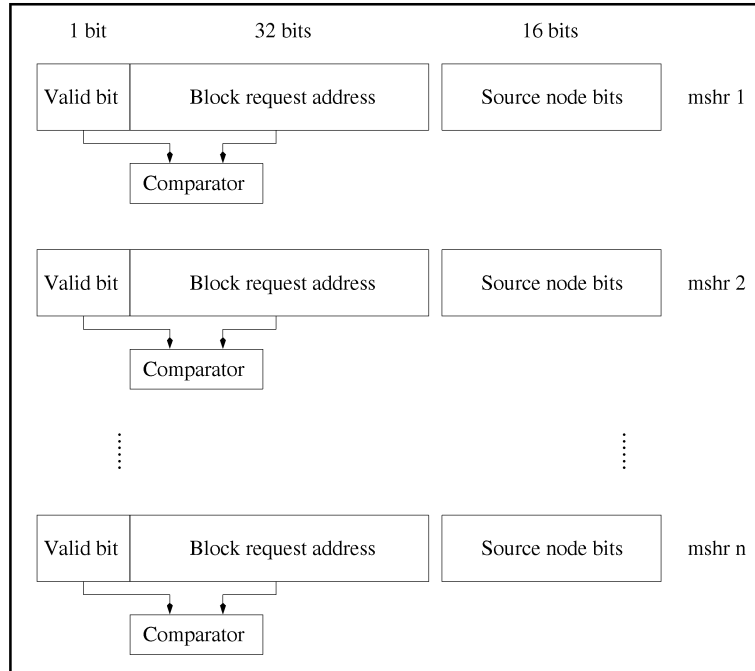 1 bit 32 bits 16 bits
Valid bit Block request address Source node bits mshr 1
Comparator
Valid bit Block request address Source node bits mshr 2
Comparator
Valid bit Block request address Source node bits mshr n
Comparator